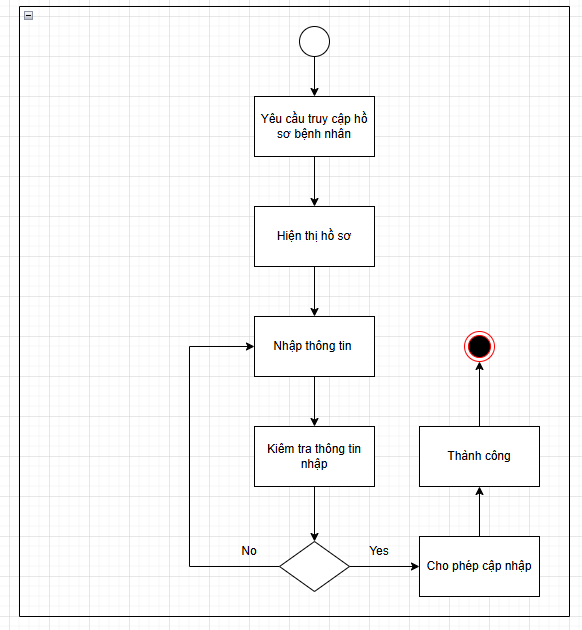 Yêu cầu truy cập hồ
sơ bệnh nhân
Hiện thị hồ sơ
Nhập thông tin
Kiêm tra thông tin
nhập
Thành công
No
Yes
Cho phép cập nhập